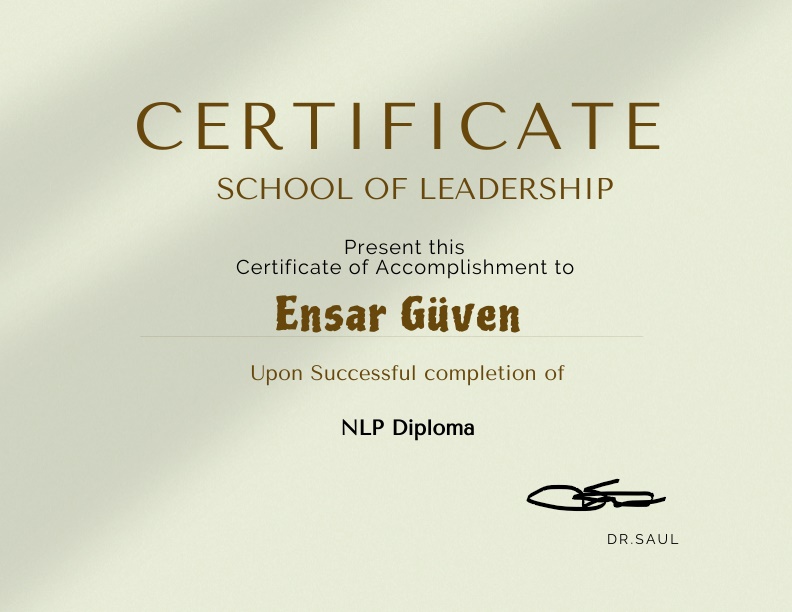 CERTIFICATE
SCHOOL OF LEADERSHIP
Present this
Certificate of Accomplishment to
Ensar Güven
Upon Successful completion of
NLP Diploma
DR.SAUL